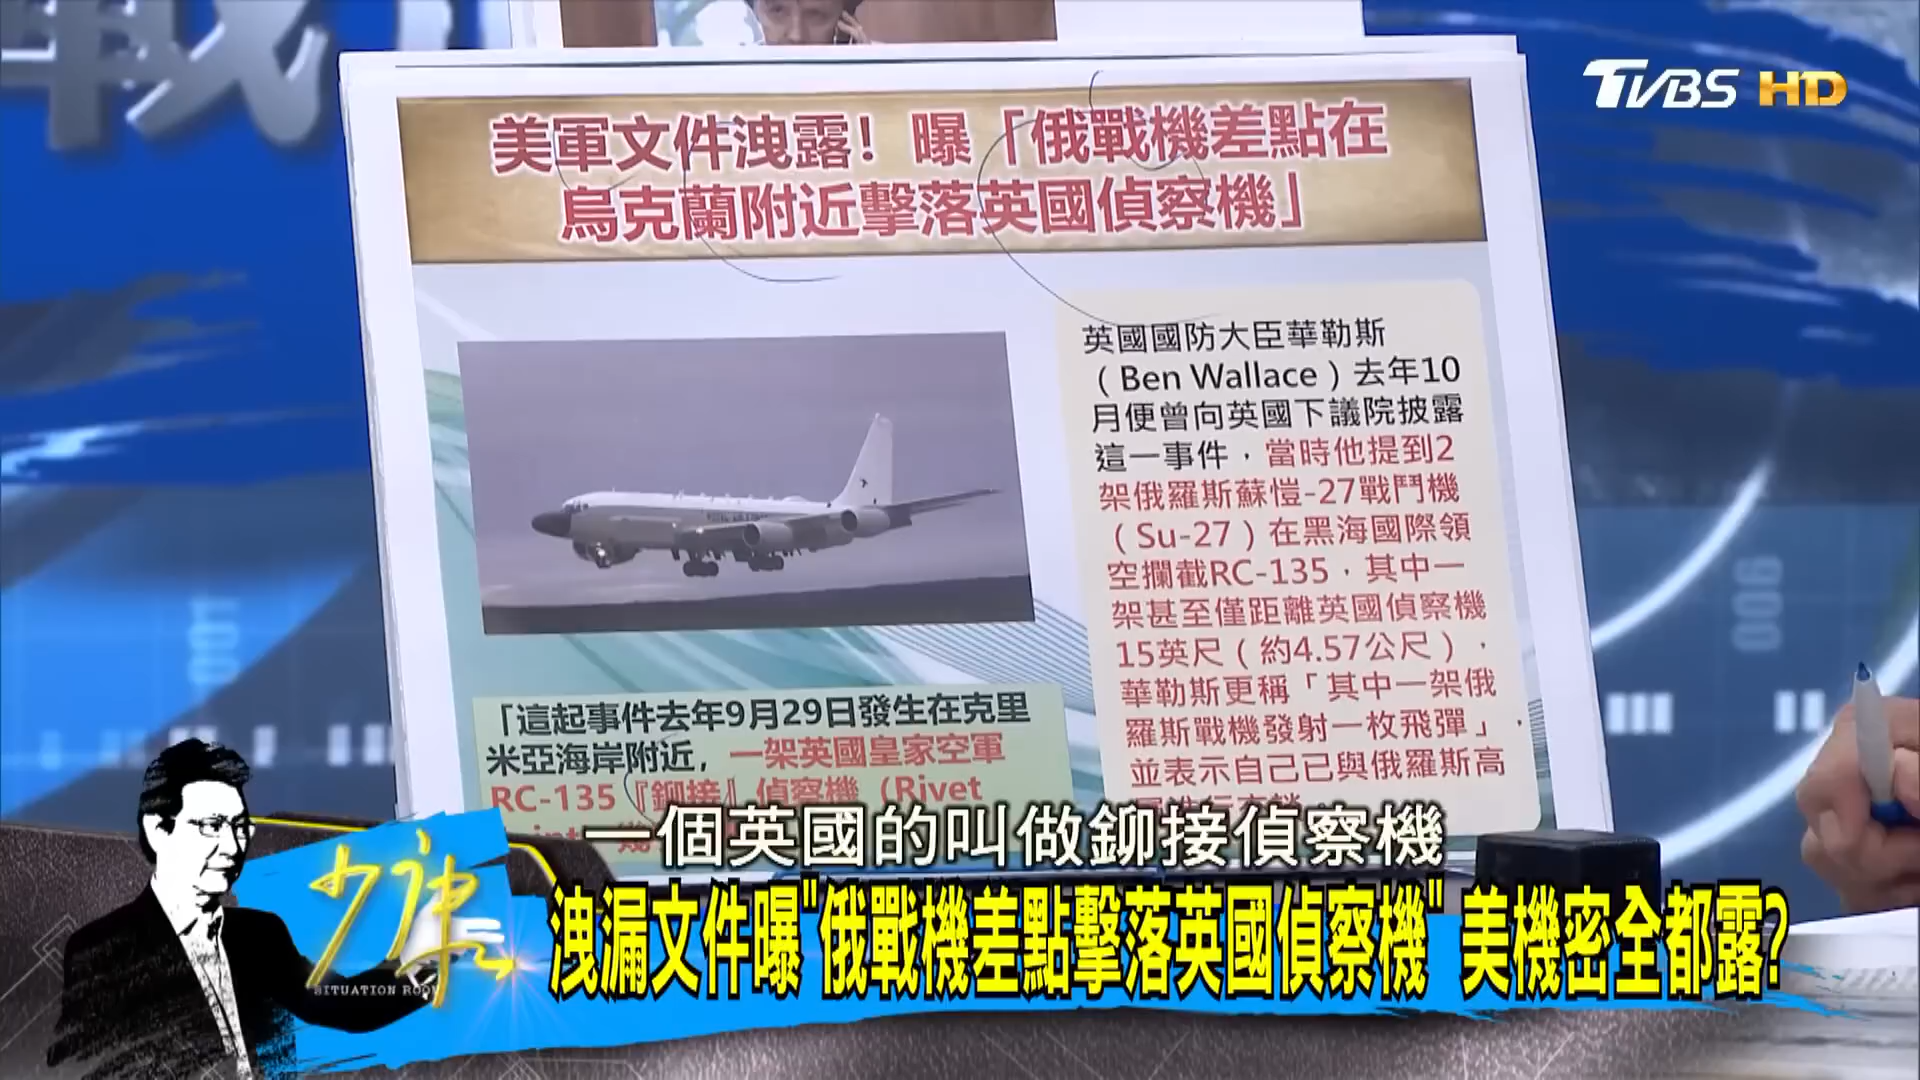 TVBS HD
美軍文件洩露！曝「俄戰機差點在
烏克蘭附近擊落英國偵察機」
英國國防大臣華勒斯
（Ben Wallace）去年10
月便曾向英國下議院披露
這一事件，當時他提到2
架俄羅斯蘇愷-27戰鬥機
（Su-27）在黑海國際領
空攔截RC-135，其中一
架甚至僅距離英國偵察機
15英尺（約4.57公尺），
華勒斯更稱「其中一架俄
羅斯戰機發射一枚飛彈」，
並表示自己已與俄羅斯高
「這起事件去年9月29日發生在克里
米亞海岸附近，一架英國皇家空軍
RC-135『鉚接』偵察機（Rivet
一個英國的叫做鉚接偵察機
少康
SITUATION ROOM
洩漏文件曝"俄戰機差點擊落英國偵察機" 美機密全都露?